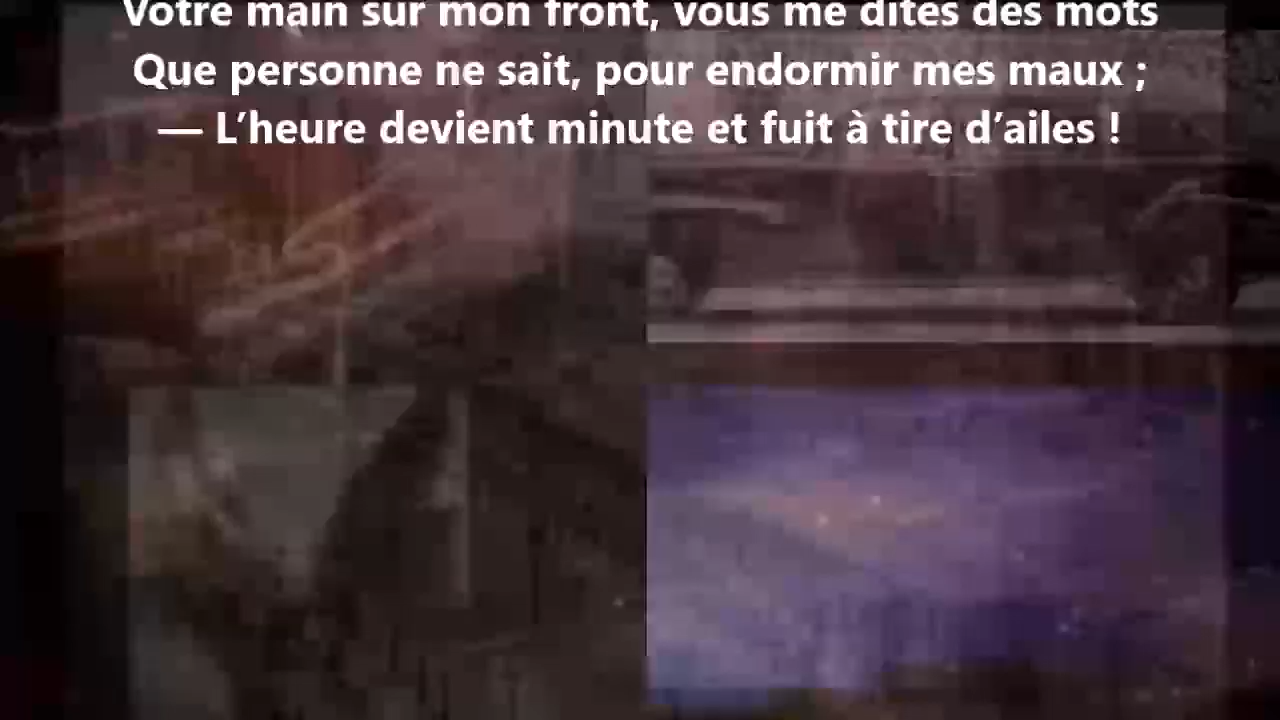 Votre main sur mon front, vous me dites des mots
Que personne ne sait, pour endormir mes maux ;
— L’heure devient minute et fuit à tire d’ailes !